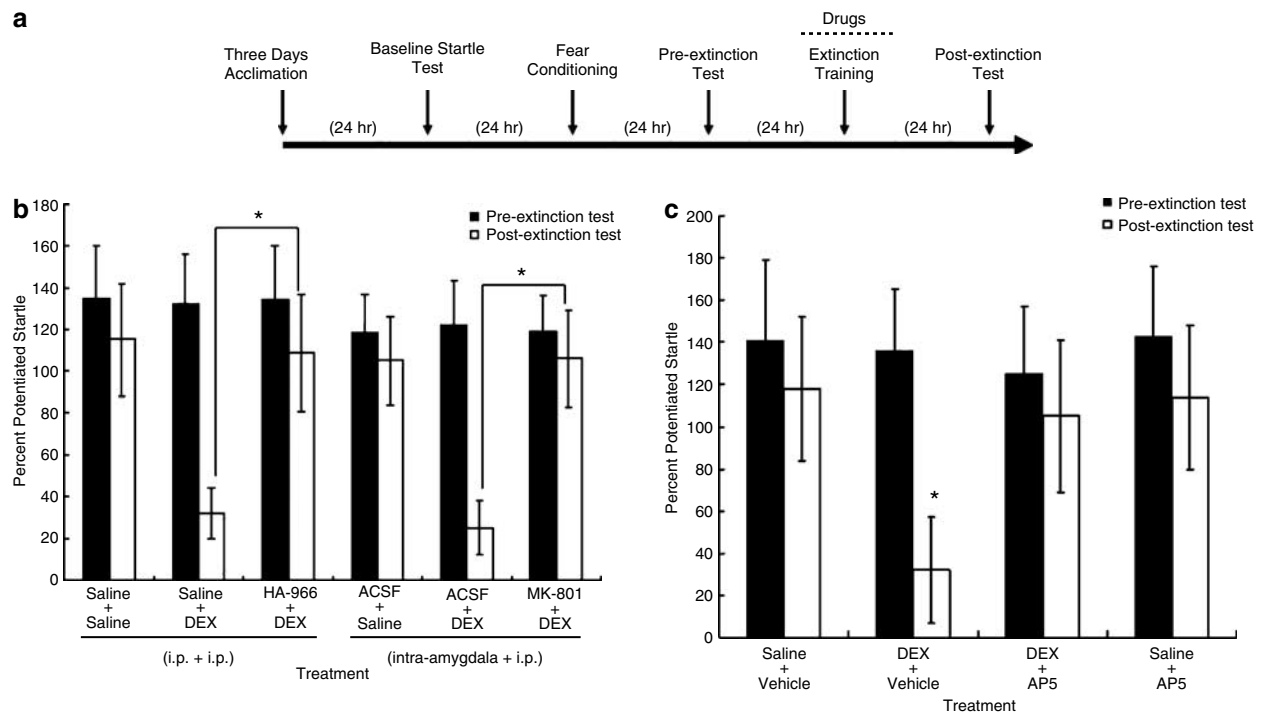 a
Drugs
Three Days
Acclimation
Baseline Startle
Test
Fear
Conditioning
Pre-extinction
Test
Extinction
Training
Post-extinction
Test
(24 hr) (24 hr) (24 hr) (24 hr) (24 hr)
b
Pre-extinction test
Post-extinction test
Percent Potentiated Startle
180
160
140
120
100
80
60
40
20
0
*
*
Saline
+
Saline
Saline
+
DEX
HA-966
+
DEX
ACSF
+
Saline
ACSF
+
DEX
MK-801
+
DEX
(i.p. + i.p.)
(intra-amygdala + i.p.)
Treatment
c
Pre-extinction test
Post-extinction test
Percent Potentiated Startle
200
180
160
140
120
100
80
60
40
20
0
*
Saline
+
Vehicle
DEX
+
Vehicle
DEX
+
AP5
Saline
+
AP5
Treatment